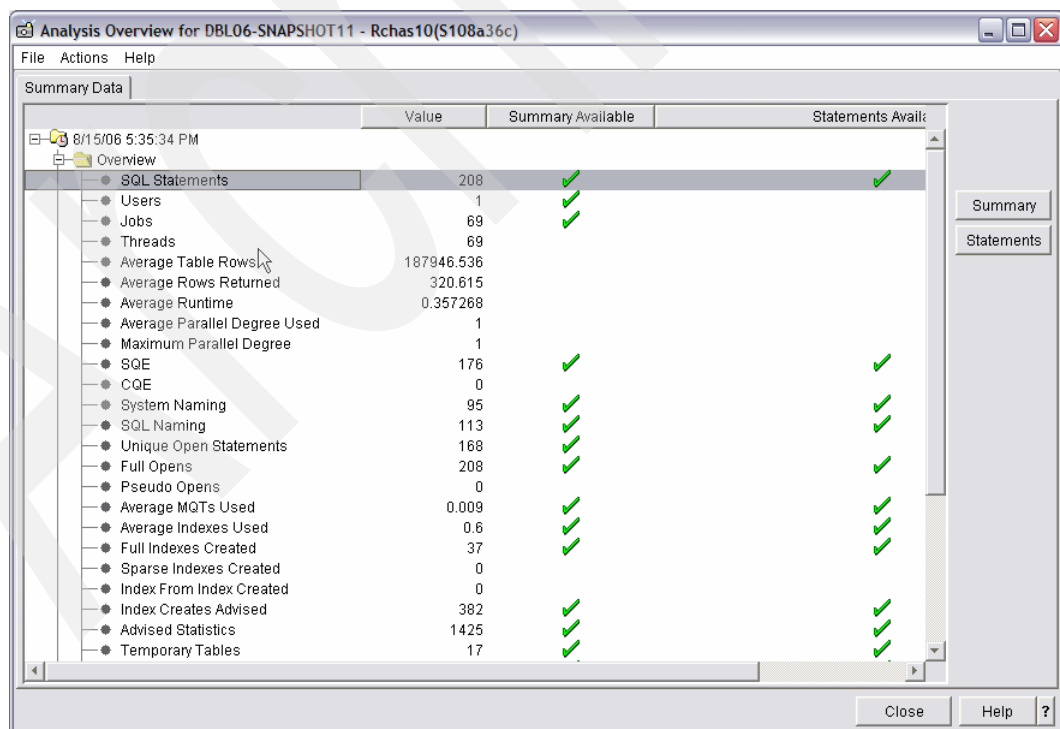 Analysis Overview for DBL06-SNAPSHOT11 - Rchas10(S108a36c)
File Actions Help
Summary Data
Value Summary Available Statements Availa
8/15/06 5:35:34 PM
Overview
SQL Statements 208
Users 1
Jobs 69
Threads 69
Average Table Rows 187946.536
Average Rows Returned 320.615
Average Runtime 0.357268
Average Parallel Degree Used 1
Maximum Parallel Degree 1
SQE 176
CQE 0
System Naming 95
SQL Naming 113
Unique Open Statements 168
Full Opens 208
Pseudo Opens 0
Average MQTs Used 0.009
Average Indexes Used 0.6
Full Indexes Created 37
Sparse Indexes Created 0
Index From Index Created 0
Index Creates Advised 382
Advised Statistics 1425
Temporary Tables 17
Summary
Statements
Close Help ?